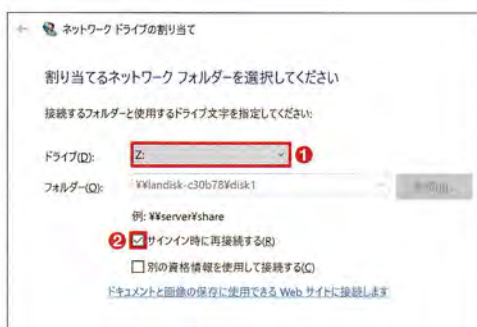 ← ネットワーク ドライブの割り当て
割り当てるネットワーク フォルダーを選択してください
接続するフォルダーと使用するドライブ文字を指定してください:
ドライブ(D): Z: ❶
フォルダー(O): ¥¥landisk-c30b78¥disk1
例: ¥¥server¥share
❷ サインイン時に再接続する(R)
別の資格情報を使用して接続する(C)
ドキュメントと画像の保存に使用できる Web サイトに接続します